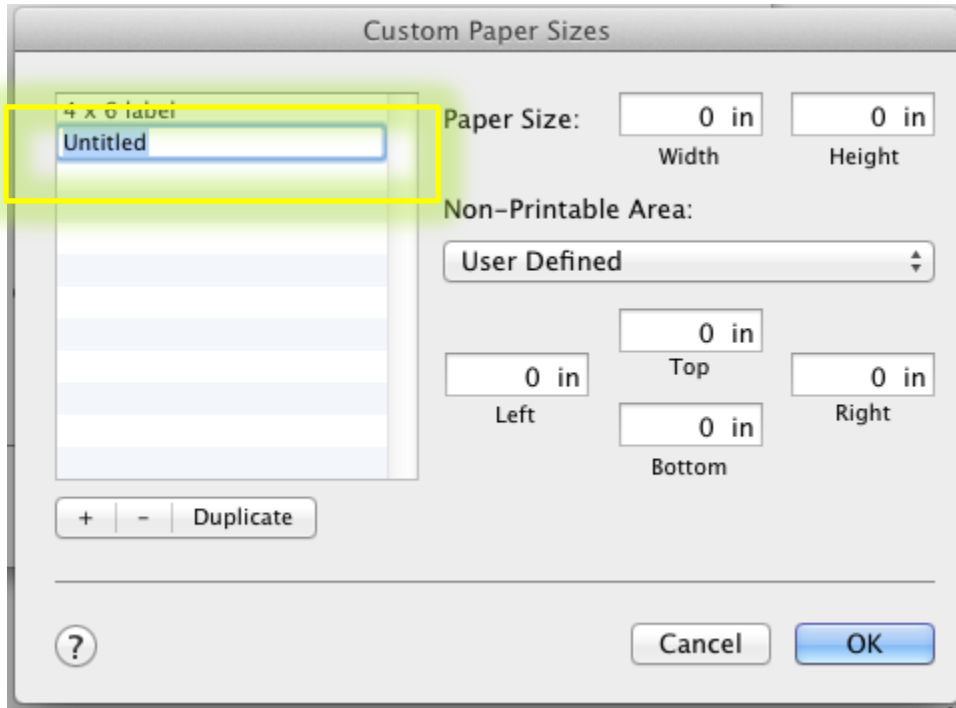 Custom Paper Sizes
4 x 6 label
Untitled
Paper Size:
0 in
0 in
Width
Height
Non-Printable Area:
User Defined
0 in
Top
0 in
0 in
Left
Right
0 in
Bottom
+
-
Duplicate
?
Cancel
OK